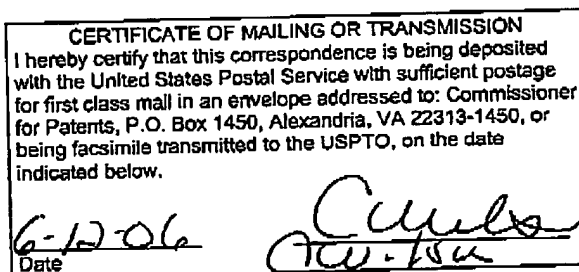 CERTIFICATE OF MAILING OR TRANSMISSION
I hereby certify that this correspondence is being deposited
with the United States Postal Service with sufficient postage
for first class mail in an envelope addressed to: Commissioner
for Patents, P.O. Box 1450, Alexandria, VA 22313-1450, or
being facsimile transmitted to the USPTO, on the date
indicated below.
6-12-06
Date